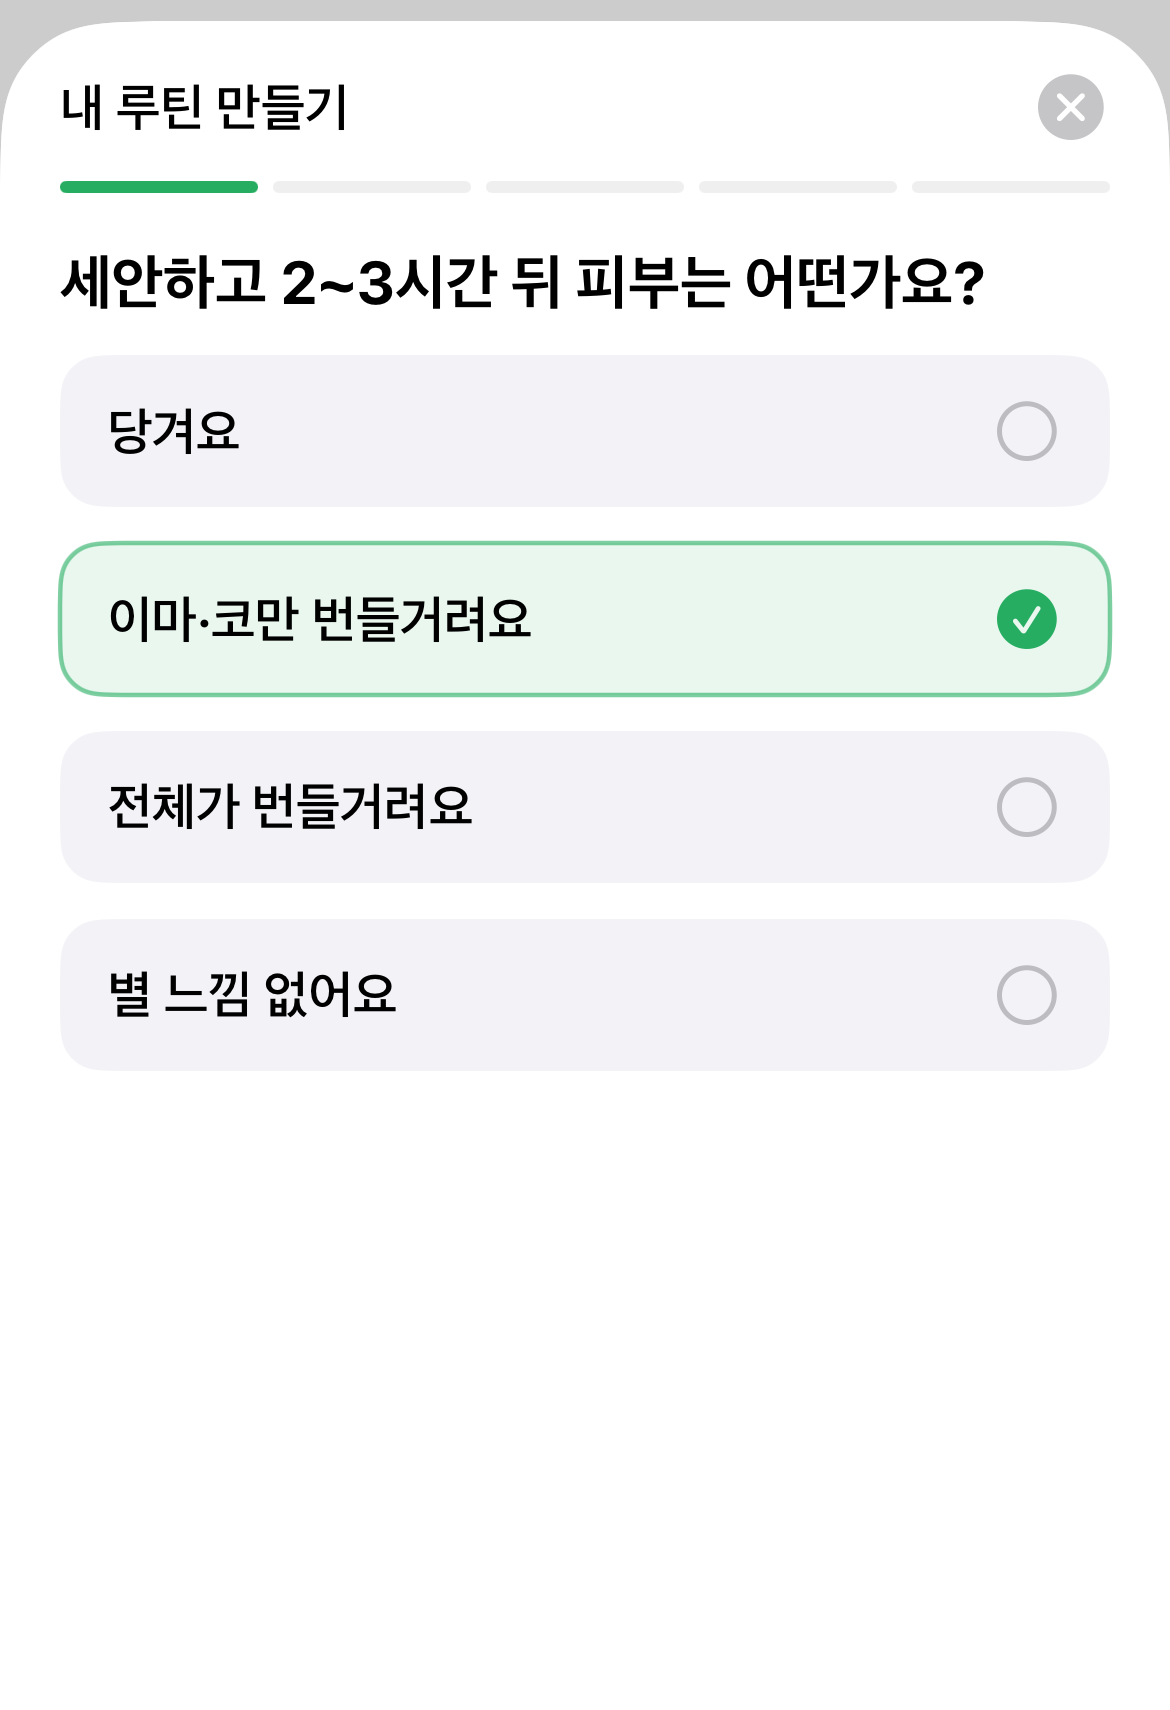 내 루틴 만들기
세안하고 2~3시간 뒤 피부는 어떤가요?
당겨요
이마·코만 번들거려요
전체가 번들거려요
별 느낌 없어요